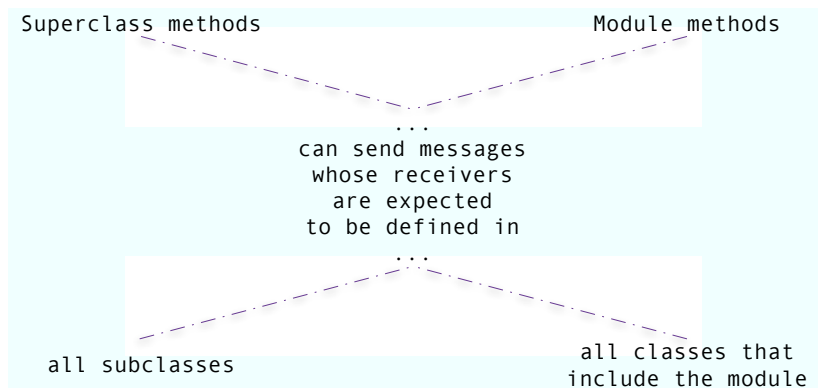 Superclass methods
Module methods
...
can send messages
whose receivers
are expected
to be defined in
...
all subclasses
all classes that
include the module